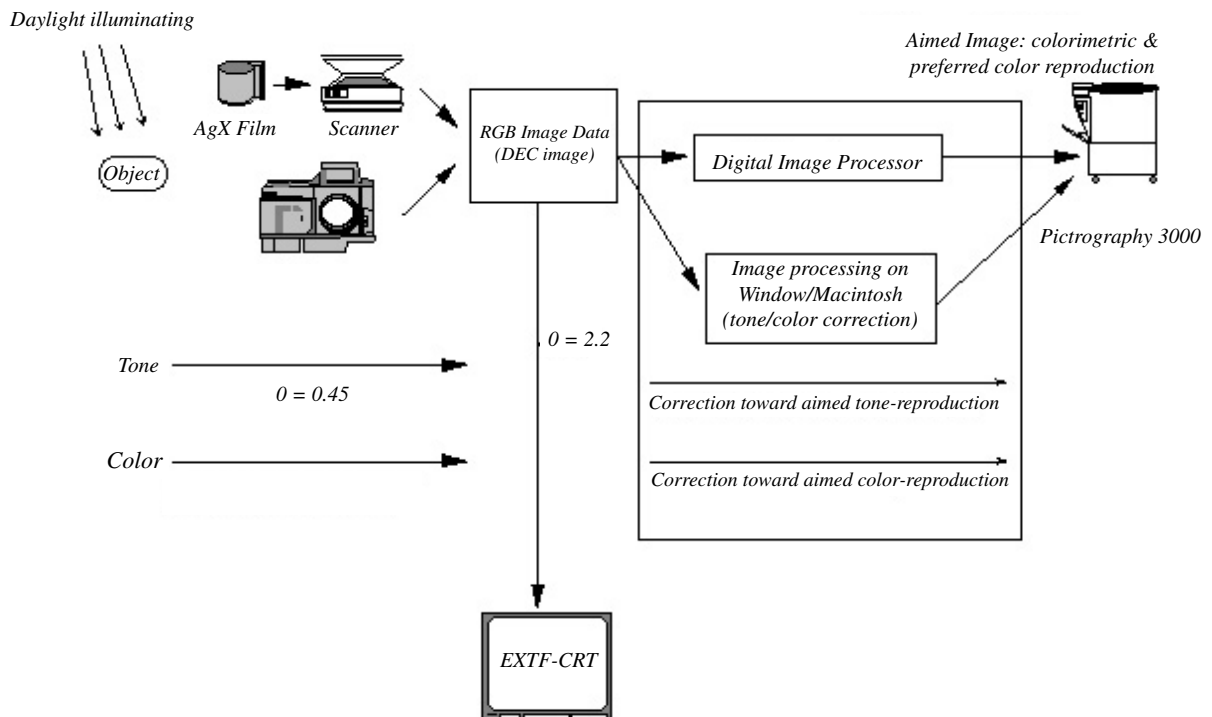 Daylight illuminating
Aimed Image: colorimetric &
preferred color reproduction
AgX Film
Scanner
RGB Image Data
(DEC image)
Digital Image Processor
Object
Pictrography 3000
Image processing on
Window/Macintosh
(tone/color correction)
0 = 2.2
Tone
0 = 0.45
Correction toward aimed tone-reproduction
Color
Correction toward aimed color-reproduction
EXTF-CRT